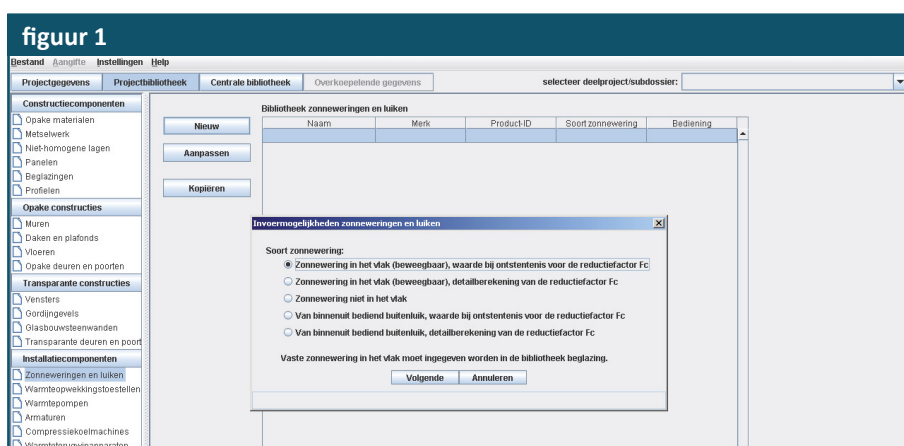 figuur 1
Bestand Aangifte Instellingen Help
Projectgegevens Projectbibliotheek Centrale bibliotheek Overkoepelende gegevens selecteer deelproject/subdossier:
Constructiecomponenten
Opake materialen
Metselwerk
Niet-homogene lagen
Panelen
Beglazingen
Profielen
Opake constructies
Muren
Daken en plafonds
Vloeren
Opake deuren en poorten
Transparante constructies
Vensters
Gordijngevels
Glasbouwsteenwanden
Transparante deuren en poort
Installatiecomponenten
Zonneweringen en luiken
Warmteopwekkingstoestellen
Warmtepompen
Armaturen
Compressiekoelmachines
Warmteterugwinapparaten
Nieuw
Aanpassen
Kopiëren
Bibliotheek zonneweringen en luiken
Naam Merk Product-ID Soort zonnewering Bediening
Invoermogelijkheden zonneweringen en luiken
Soort zonnewering:
Zonnewering in het vlak (beweegbaar), waarde bij ontstentenis voor de reductiefactor Fc
Zonnewering in het vlak (beweegbaar), detailberekening van de reductiefactor Fc
Zonnewering niet in het vlak
Van binnenuit bediend buitenluik, waarde bij ontstentenis voor de reductiefactor Fc
Van binnenuit bediend buitenluik, detailberekening van de reductiefactor Fc
Vaste zonnewering in het vlak moet ingegeven worden in de bibliotheek beglazing.
Volgende Annuleren